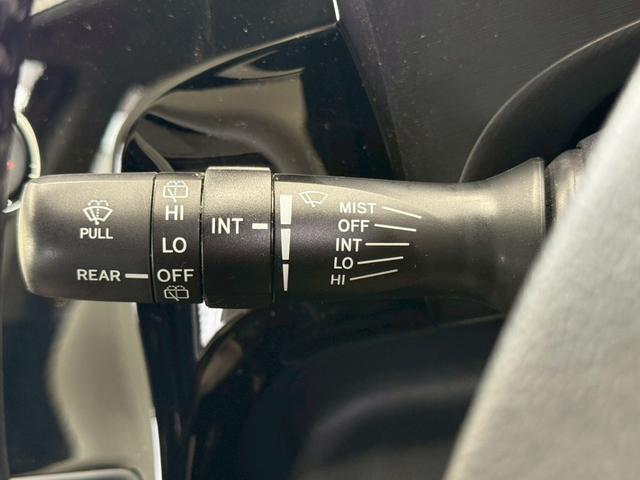 PULL
REAR
HI
LO
OFF
INT
MIST
OFF
INT
LO
HI